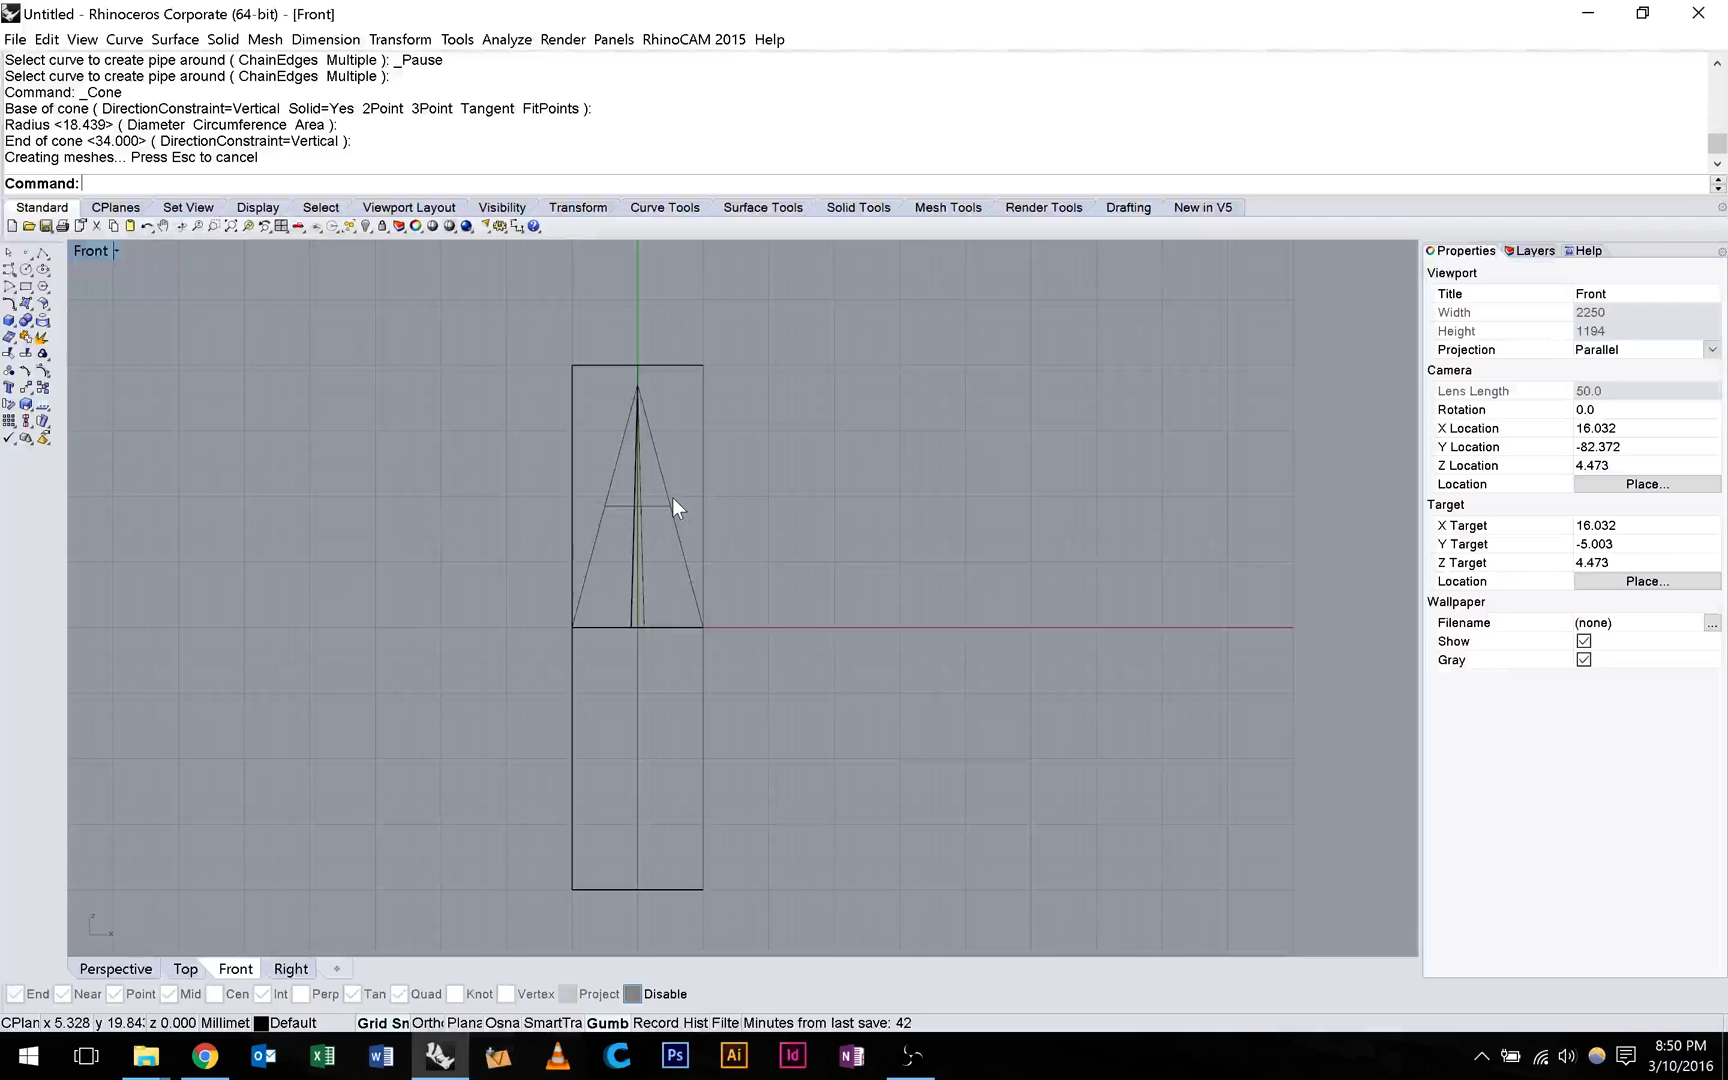 Untitled - Rhinoceros Corporate (64-bit) - [Front]
File Edit View Curve Surface Solid Mesh Dimension Transform Tools Analyze Render Panels RhinoCAM 2015 Help
Select curve to create pipe around ( ChainEdges Multiple ): _Pause
Select curve to create pipe around ( ChainEdges Multiple ):
Command: _Cone
Base of cone ( DirectionConstraint=Vertical Solid=Yes 2Point 3Point Tangent FitPoints ):
Radius <18.439> ( Diameter Circumference Area ):
End of cone <34.000> ( DirectionConstraint=Vertical ):
Creating meshes... Press Esc to cancel
Command:
Standard CPlanes Set View Display Select Viewport Layout Visibility Transform Curve Tools Surface Tools Solid Tools Mesh Tools Render Tools Drafting New in V5
Front
Properties Layers Help
Viewport
Title Front
Width 2250
Height 1194
Projection Parallel
Camera
Lens Length 50.0
Rotation 0.0
X Location 16.032
Y Location -82.372
Z Location 4.473
Location Place...
Target
X Target 16.032
Y Target -5.003
Z Target 4.473
Location Place...
Wallpaper
Filename (none) ...
Show
Gray
z
x
Perspective Top Front Right
End Near Point Mid Cen Int Perp Tan Quad Knot Vertex Project Disable
CPlan x 5.328 y 19.843 z 0.000 Millimet Default Grid Sn Ortho Plana Osna SmartTra Gumb Record Hist Filte Minutes from last save: 42
Ps Ai Id
8:50 PM
3/10/2016